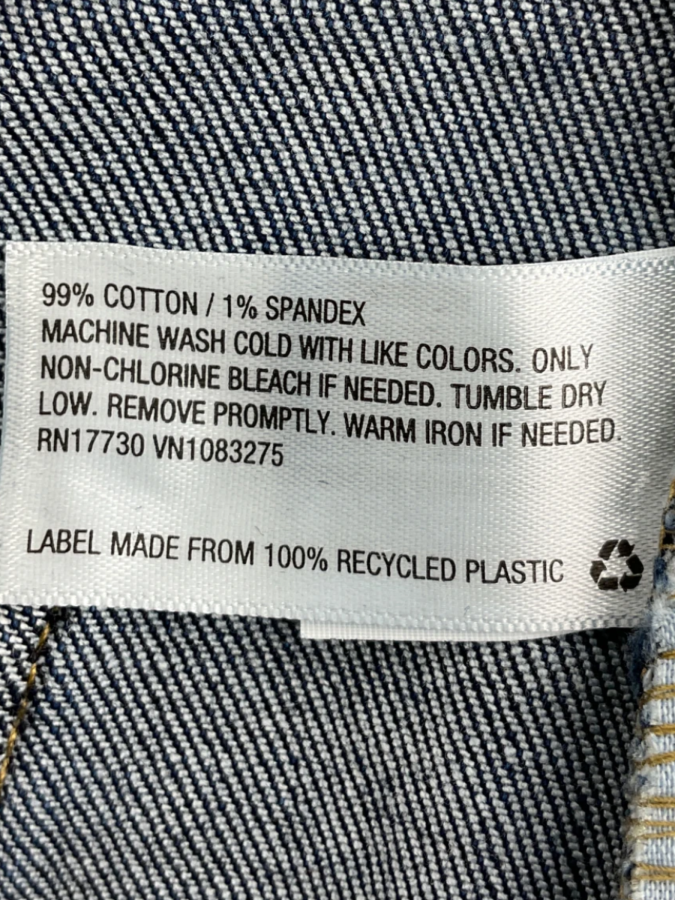 99% COTTON / 1% SPANDEX
MACHINE WASH COLD WITH LIKE COLORS. ONLY
NON-CHLORINE BLEACH IF NEEDED. TUMBLE DRY
LOW. REMOVE PROMPTLY. WARM IRON IF NEEDED.
RN17730 VN1083275
LABEL MADE FROM 100% RECYCLED PLASTIC